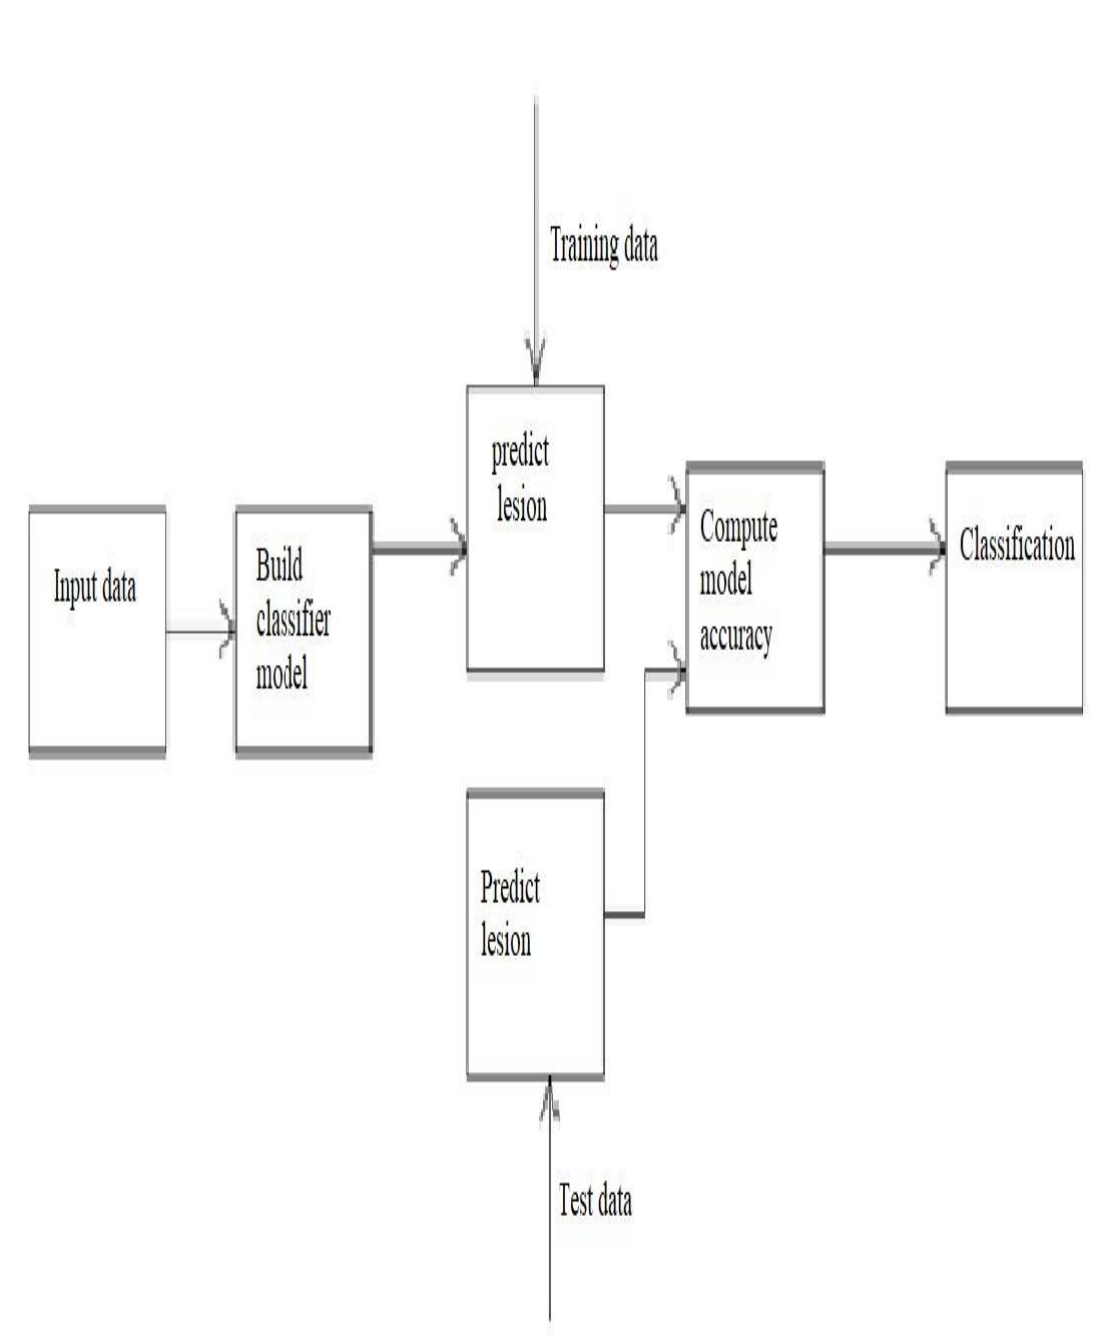 Training data
predict
lesion
Input data
Build
classifier
model
Compute
model
accuracy
Classification
Predict
lesion
Test data